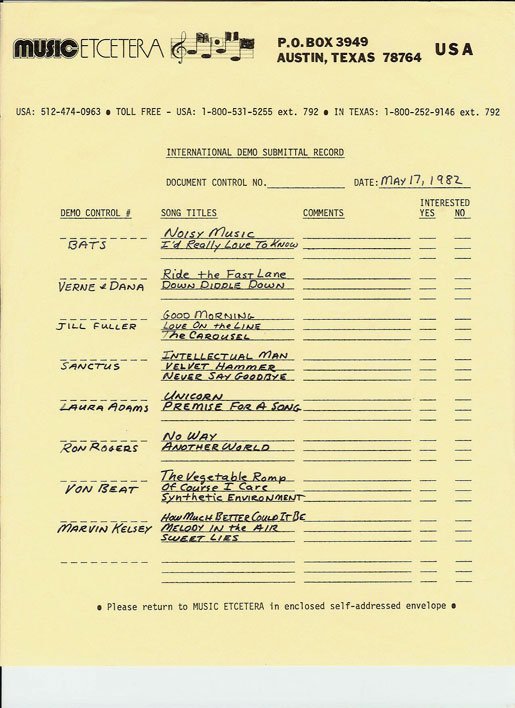 MUSIC ETCETERA
P.O. BOX 3949
AUSTIN, TEXAS 78764
USA
USA: 512-474-0963 ● TOLL FREE - USA: 1-800-531-5255 ext. 792 ● IN TEXAS: 1-800-252-9146 ext. 792
INTERNATIONAL DEMO SUBMITTAL RECORD
DOCUMENT CONTROL NO. DATE: MAY 17, 1982
INTERESTED
DEMO CONTROL # SONG TITLES COMMENTS YES NO
Noisy Music
BATS I'd Really Love To Know
Ride the Fast Lane
VERNE & DANA DOWN DIDDLE DOWN
GOOD MORNING
JILL FULLER LOVE ON the LINE
The CAROUSEL
INTELLECTUAL MAN
SANCTUS VELVET HAMMER
NEVER SAY GOODBYE
UNICORN
LAURA ADAMS PREMISE FOR A SONG
NO WAY
RON ROGERS ANOTHER WORLD
The Vegetable Romp
VON BEAT Of Course I Care
Synthetic ENVIRONMENT
HOW MUCH BETTER COULD IT BE
MARVIN KELSEY MELODY IN the AIR
SWEET LIES
● Please return to MUSIC ETCETERA in enclosed self-addressed envelope ●